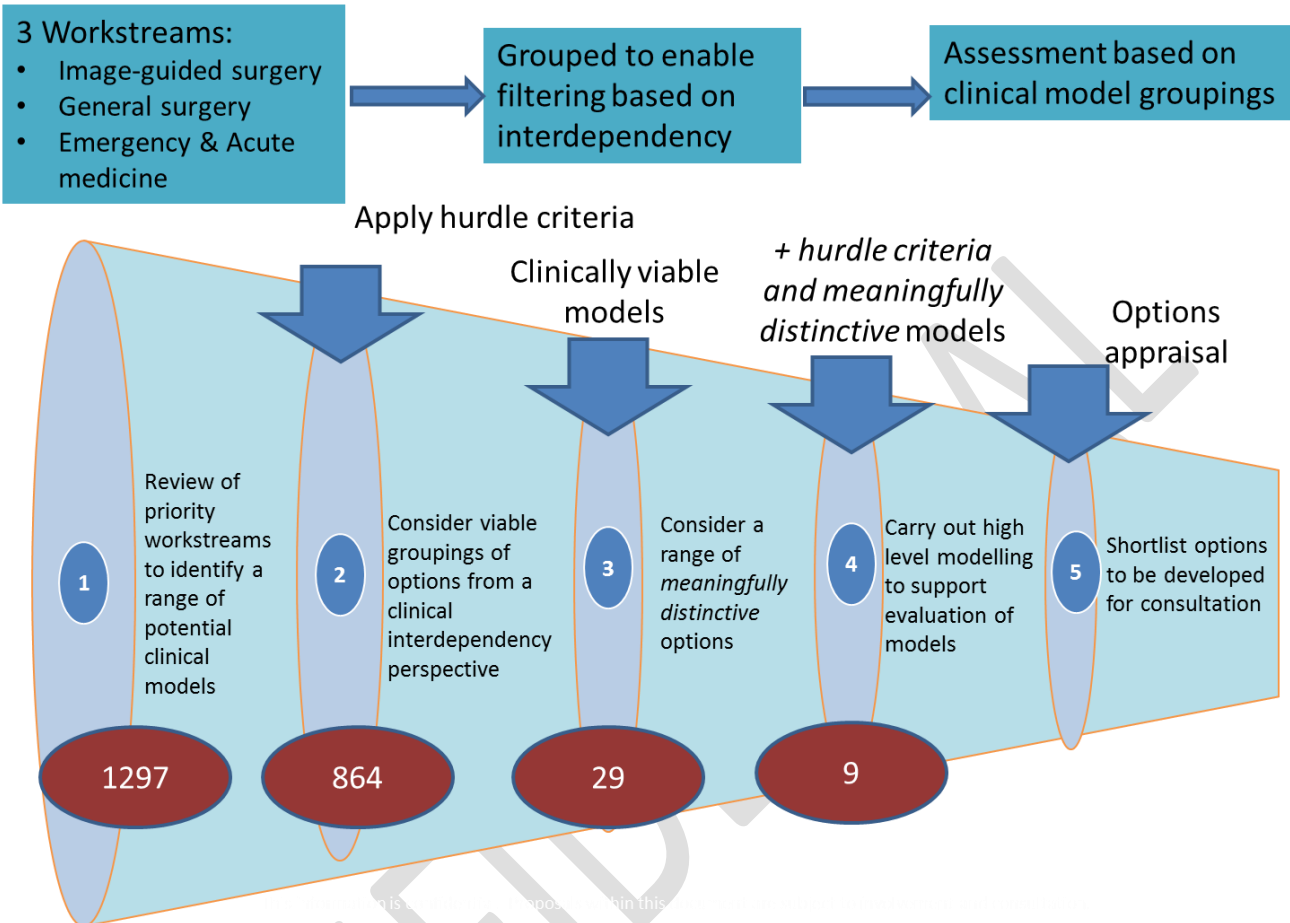 3 Workstreams:
• Image-guided surgery
• General surgery
• Emergency & Acute
medicine
Grouped to enable
filtering based on
interdependency
Assessment based on
clinical model groupings
Apply hurdle criteria
Clinically viable
models
+ hurdle criteria
and meaningfully
distinctive models
Options
appraisal
1
Review of
priority
workstreams
to identify a
range of
potential
clinical
models
2
Consider viable
groupings of
options from a
clinical
interdependency
perspective
3
Consider a
range of
meaningfully
distinctive
options
4
Carry out high
level modelling
to support
evaluation of
models
5
Shortlist options
to be developed
for consultation
1297
864
29
9